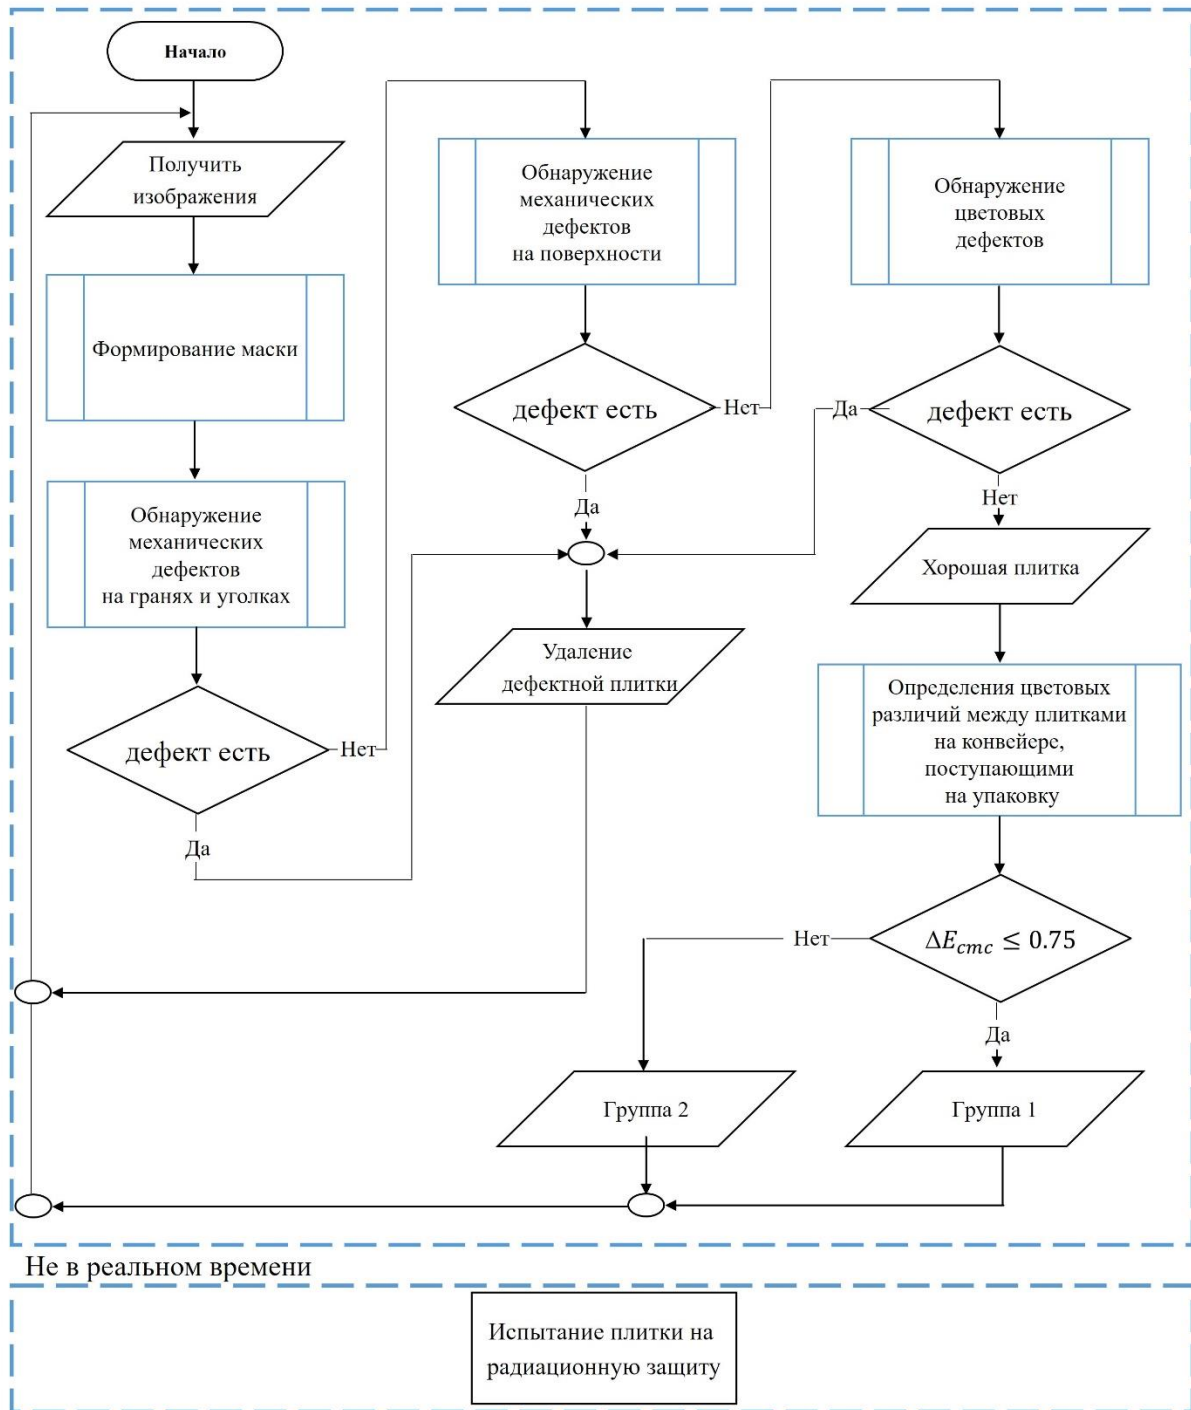 Начало
Получить
изображения
Формирование маски
Обнаружение
механических
дефектов
на гранях и уголках
дефект есть
Нет
Да
Обнаружение
механических
дефектов
на поверхности
дефект есть
Нет
Да
Удаление
дефектной плитки
Обнаружение
цветовых
дефектов
дефект есть
Да
Нет
Хорошая плитка
Определения цветовых
различий между плитками
на конвейере,
поступающими
на упаковку
ΔE_cmc ≤ 0.75
Нет
Да
Группа 2
Группа 1
Не в реальном времени
Испытание плитки на
радиационную защиту